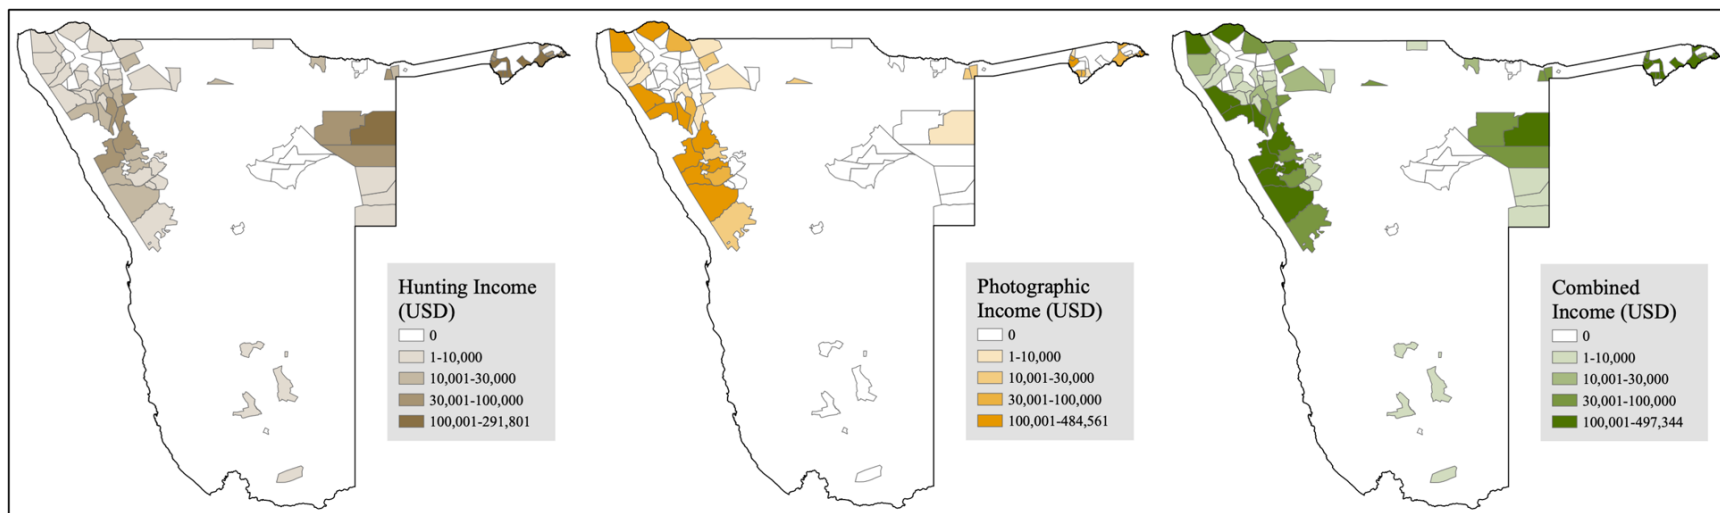 Hunting Income
(USD)
0
1-10,000
10,001-30,000
30,001-100,000
100,001-291,801
Photographic
Income (USD)
0
1-10,000
10,001-30,000
30,001-100,000
100,001-484,561
Combined
Income (USD)
0
1-10,000
10,001-30,000
30,001-100,000
100,001-497,344